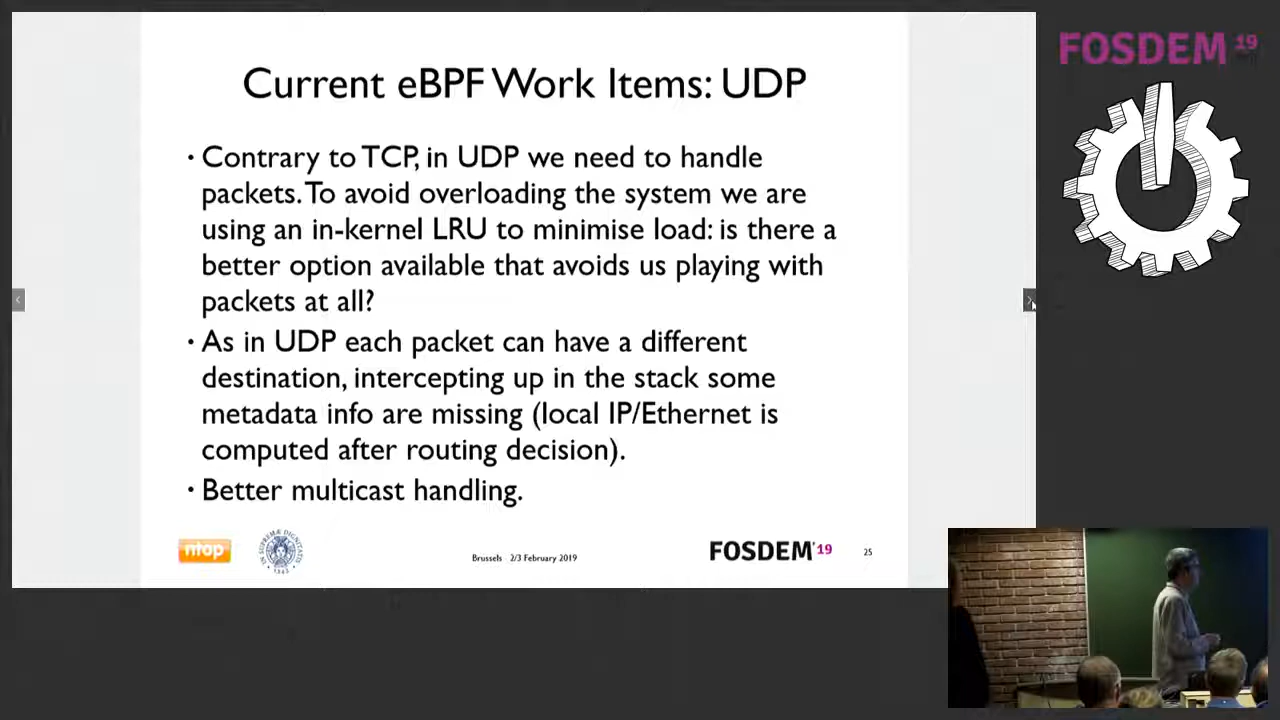 Current eBPF Work Items: UDP
• Contrary to TCP, in UDP we need to handle
packets. To avoid overloading the system we are
using an in-kernel LRU to minimise load: is there a
better option available that avoids us playing with
packets at all?
• As in UDP each packet can have a different
destination, intercepting up in the stack some
metadata info are missing (local IP/Ethernet is
computed after routing decision).
• Better multicast handling.
ntop
Brussels 2/3 February 2019
FOSDEM'19
25
FOSDEM'19